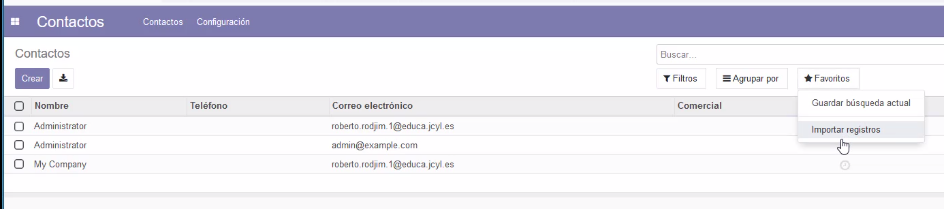 Contactos Contactos Configuración
Contactos
Buscar...
Crear Filtros Agrupar por Favoritos
Guardar búsqueda actual
Importar registros
Nombre Teléfono Correo electrónico Comercial
Administrator roberto.rodjim.1@educa.jcyl.es
Administrator admin@example.com
My Company roberto.rodjim.1@educa.jcyl.es